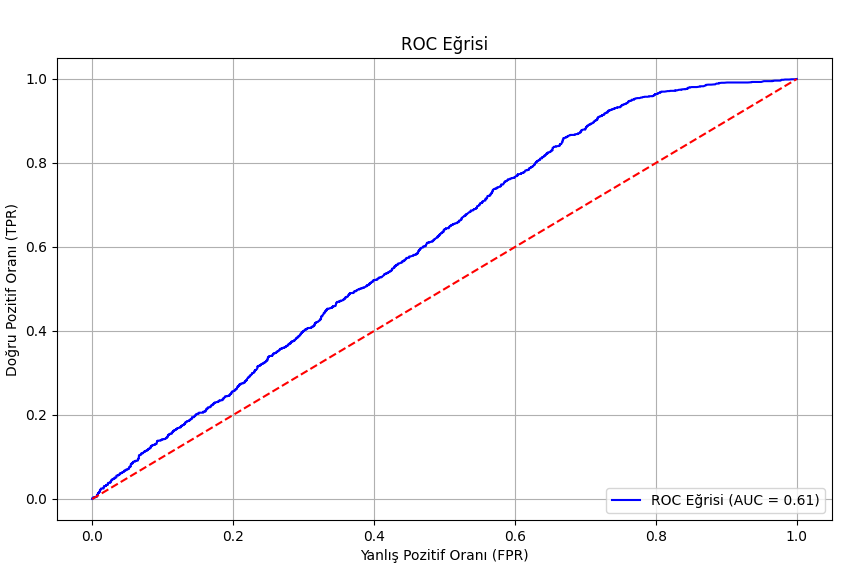 ROC Eğrisi
Doğru Pozitif Oranı (TPR)
1.0
0.8
0.6
0.4
0.2
0.0
0.0 0.2 0.4 0.6 0.8 1.0
Yanlış Pozitif Oranı (FPR)
ROC Eğrisi (AUC = 0.61)